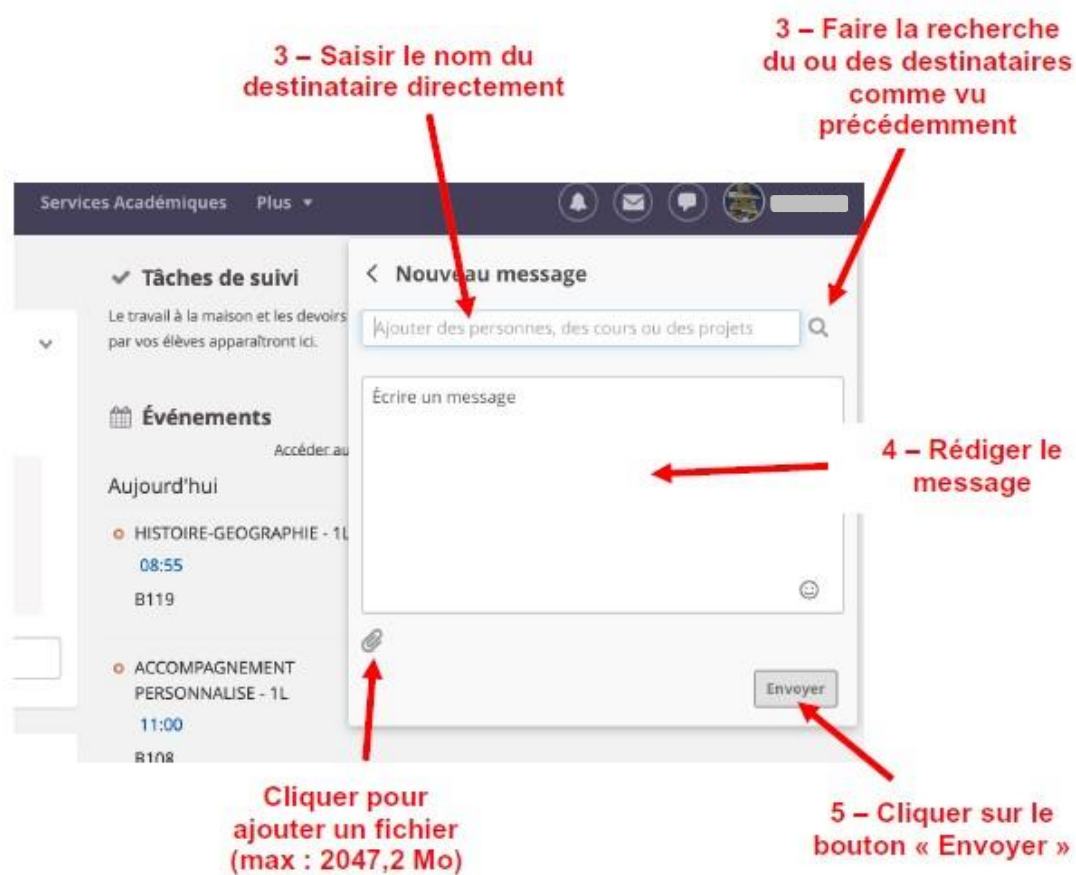 3 – Saisir le nom du
destinataire directement
3 – Faire la recherche
du ou des destinataires
comme vu
précédemment
Services Académiques Plus
Tâches de suivi
Le travail à la maison et les devoirs
par vos élèves apparaîtront ici.
Événements
Accéder au
Aujourd'hui
HISTOIRE-GEOGRAPHIE - 1L
08:55
B119
ACCOMPAGNEMENT
PERSONNALISE - 1L
11:00
B108
Nouveau message
Ajouter des personnes, des cours ou des projets
Écrire un message
4 – Rédiger le
message
Envoyer
Cliquer pour
ajouter un fichier
(max : 2047,2 Mo)
5 – Cliquer sur le
bouton « Envoyer »